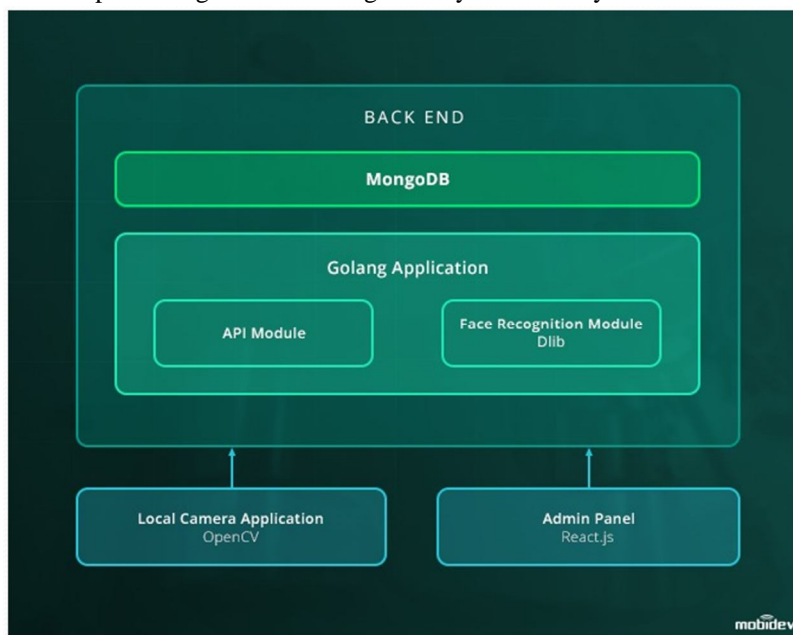 BACK END
MongoDB
Golang Application
API Module
Face Recognition Module
Dlib
Local Camera Application
OpenCV
Admin Panel
React.js
mobidev